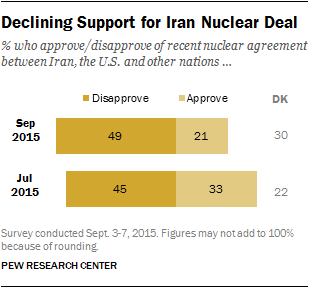 Declining Support for Iran Nuclear Deal
% who approve/disapprove of recent nuclear agreement
between Iran, the U.S. and other nations ...
Disapprove Approve DK
Sep
2015
49 21 30
Jul
2015
45 33 22
Survey conducted Sept. 3-7, 2015. Figures may not add to 100%
because of rounding.
PEW RESEARCH CENTER